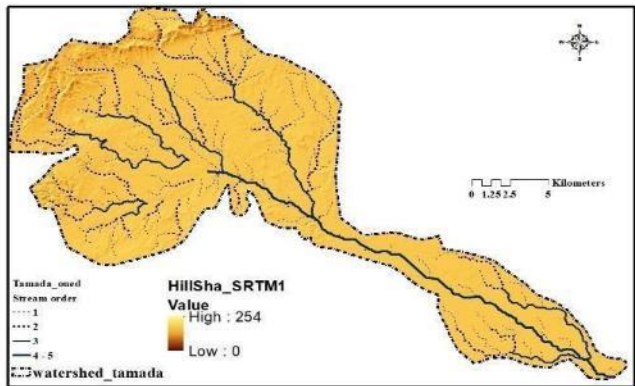 N
W E
S
Kilometers
0 1.25 2.5 5
Tamada_oued
Stream order
1
2
3
4 - 5
watershed_tamada
HillSha_SRTM1
Value
High : 254
Low : 0